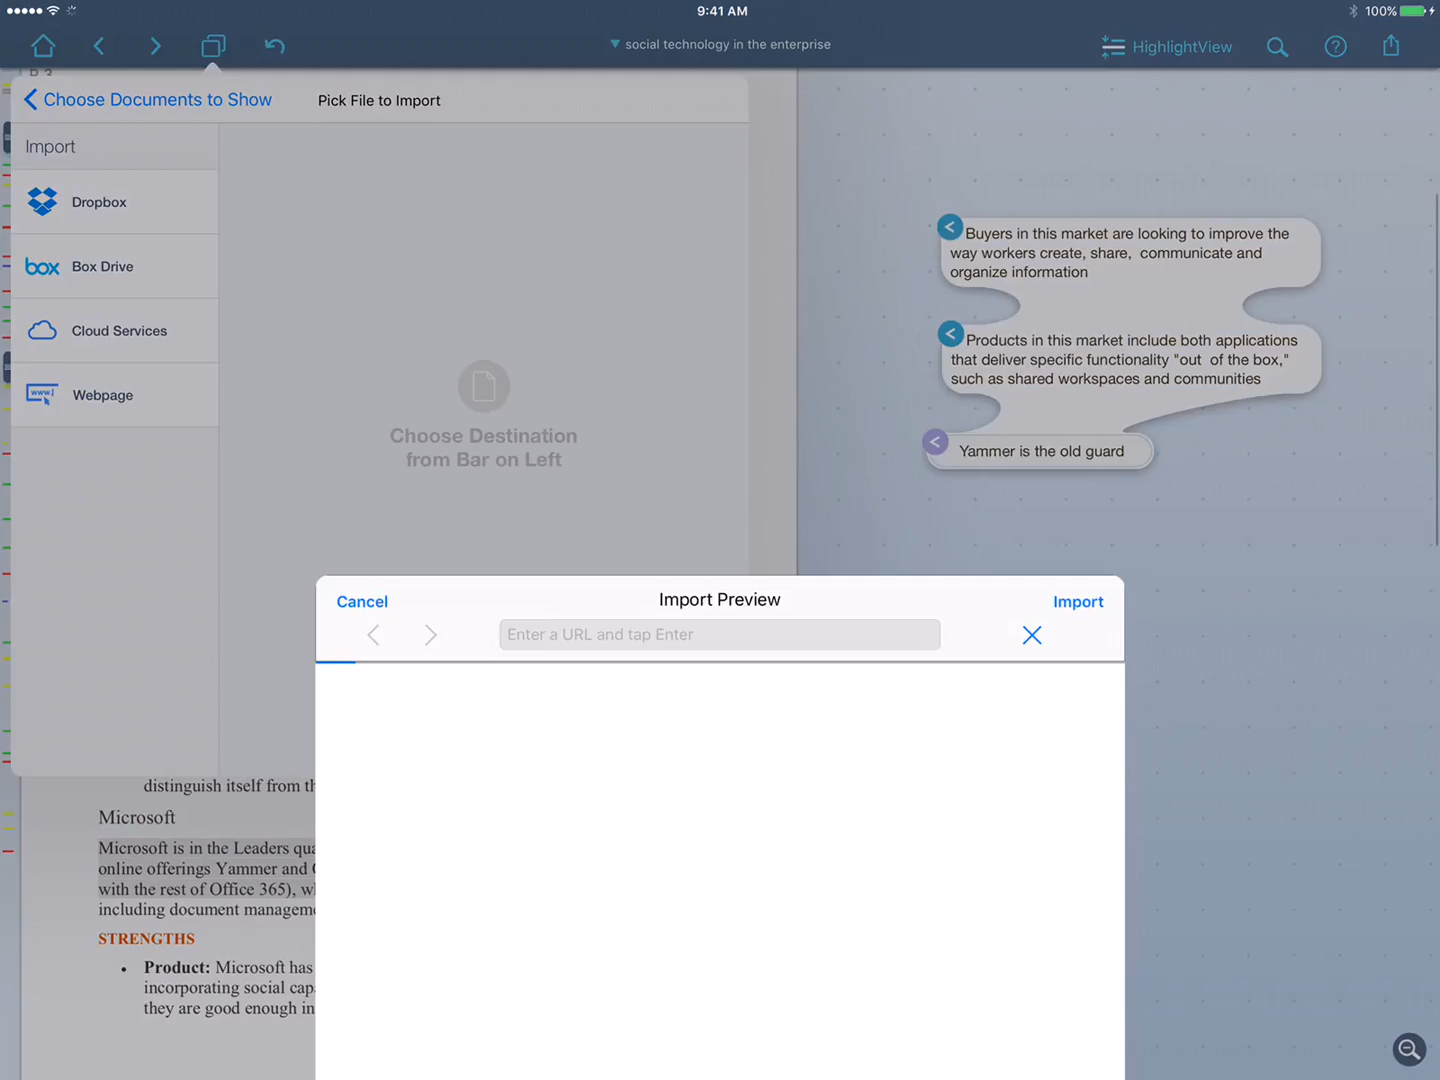 9:41 AM
100%
social technology in the enterprise
HighlightView
P 3
Choose Documents to Show
Pick File to Import
Import
Dropbox
box
Box Drive
Cloud Services
www.
Webpage
Choose Destination
from Bar on Left
Buyers in this market are looking to improve the
way workers create, share, communicate and
organize information
Products in this market include both applications
that deliver specific functionality "out of the box,"
such as shared workspaces and communities
Yammer is the old guard
Cancel
Import Preview
Import
Enter a URL and tap Enter
distinguish itself from
Microsoft
Microsoft is in the Leaders
online offerings Yammer and
with the rest of Office 365),
including document
STRENGTHS
• Product: Microsoft has
incorporating social
they are good enough